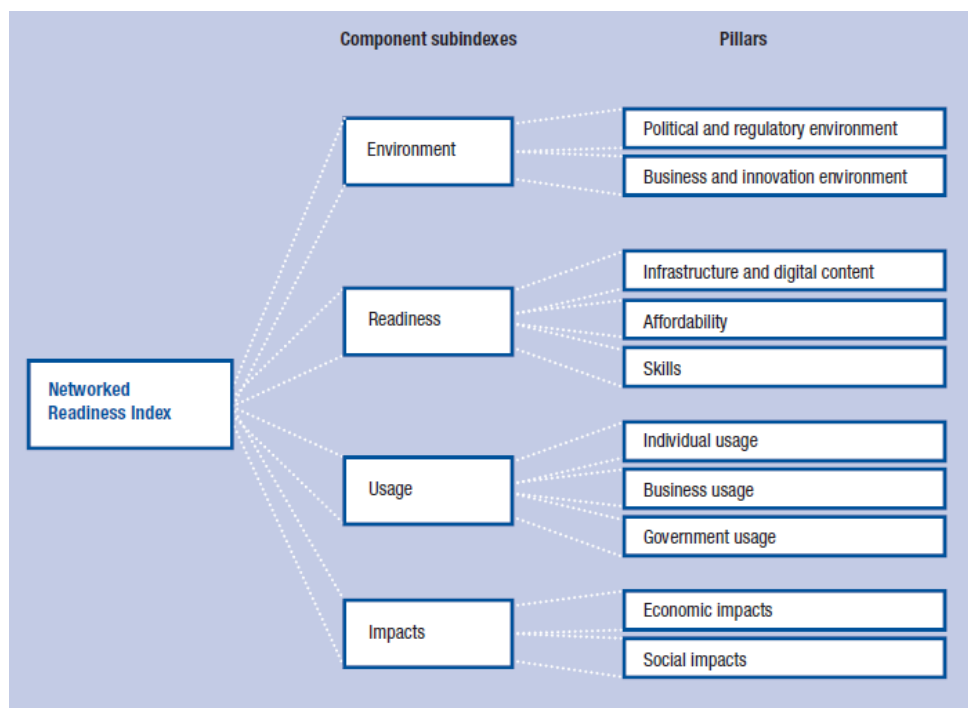 Component subindexes
Pillars
Environment
Political and regulatory environment
Business and innovation environment
Readiness
Infrastructure and digital content
Affordability
Skills
Networked
Readiness Index
Usage
Individual usage
Business usage
Government usage
Impacts
Economic impacts
Social impacts